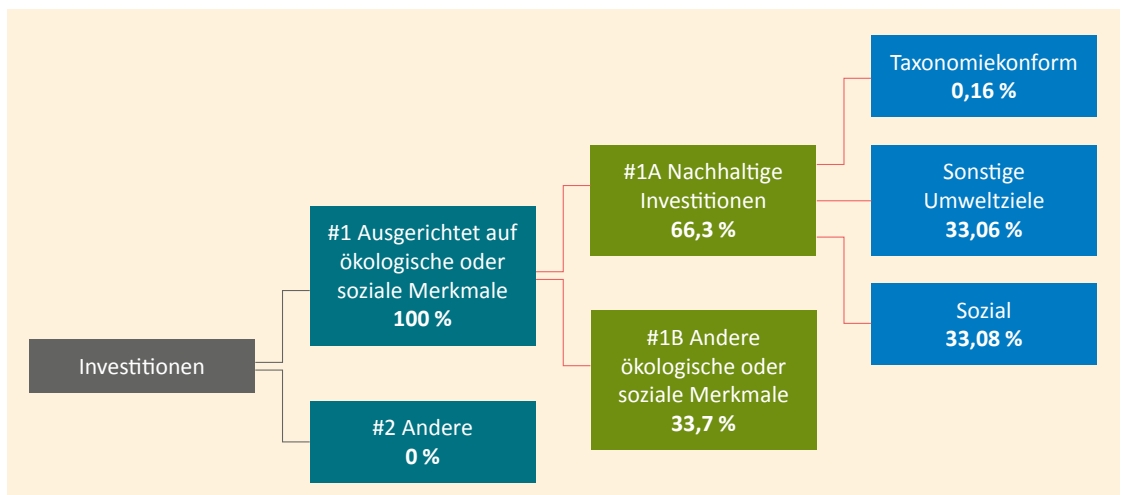 Investitionen
#1 Ausgerichtet auf
ökologische oder
soziale Merkmale
100 %
#2 Andere
0 %
#1A Nachhaltige
Investitionen
66,3 %
#1B Andere
ökologische oder
soziale Merkmale
33,7 %
Taxonomiekonform
0,16 %
Sonstige
Umweltziele
33,06 %
Sozial
33,08 %